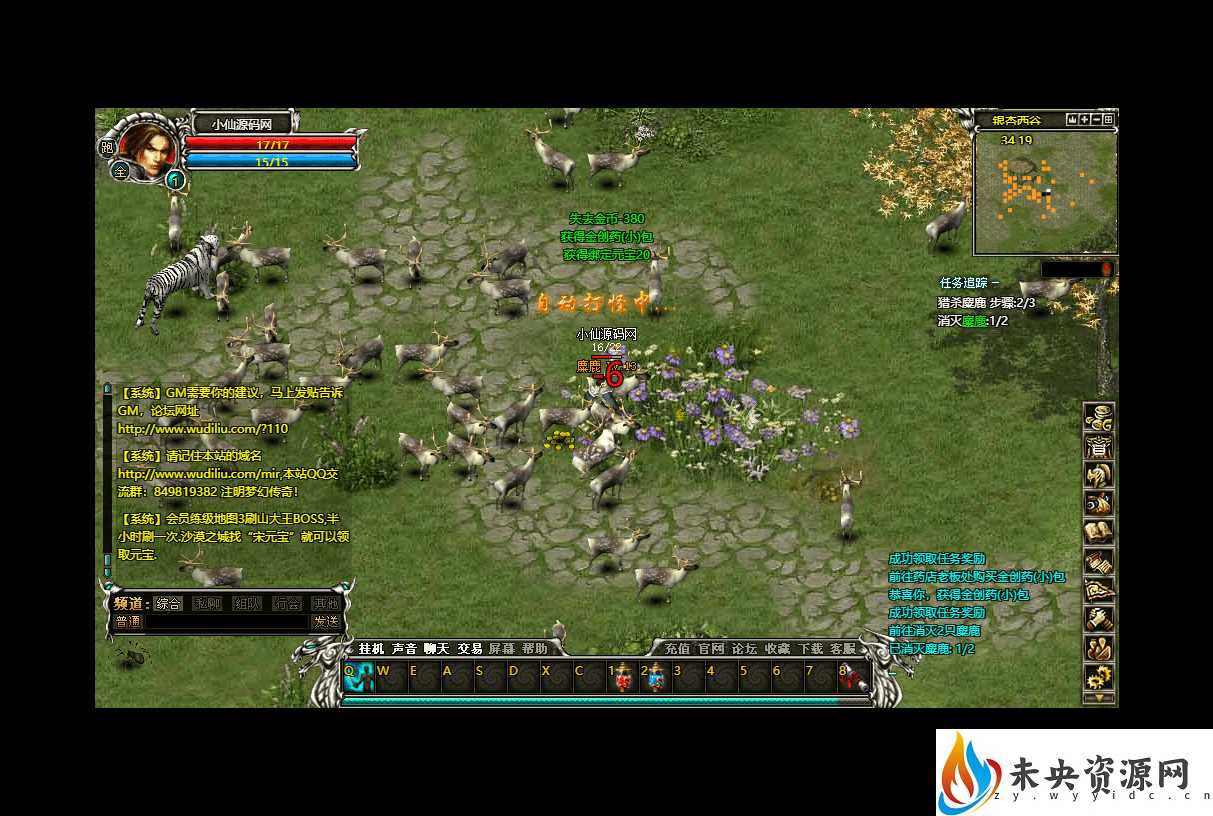 小仙源码网
跑
17/17
15/15
全
1
银杏西谷
34 19
失去金币-380
获得金创药(小)包
获得绑定元宝20
自动打怪中...
任务追踪 -
猎杀麋鹿 步骤:2/3
消灭麋鹿:1/2
小仙源码网
16/22
麋鹿
-6
【系统】GM需要你的建议，马上发贴告诉
GM，论坛网址
http://www.wudiliu.com/?110
【系统】请记住本站的域名
http://www.wudiliu.com/mir,本站QQ交
流群：849819382 注明梦幻传奇！
【系统】会员练级地图3刷山大王BOSS,半
小时刷一次.沙漠之城找“宋元宝”就可以领
取元宝.
成功领取任务奖励
前往药店老板处购买金创药(小)包
恭喜你，获得金创药(小)包
成功领取任务奖励
前往消灭2只麋鹿
已消灭麋鹿: 1/2
频道: 综合 私聊 组队 行会 其他
普通 发送
挂机 声音 聊天 交易 屏幕 帮助 充值 官网 论坛 收藏 下载 客服
Q W E A S D X C 1 2 3 4 5 6 7 8
未央资源网
zy.wyyidc.cn